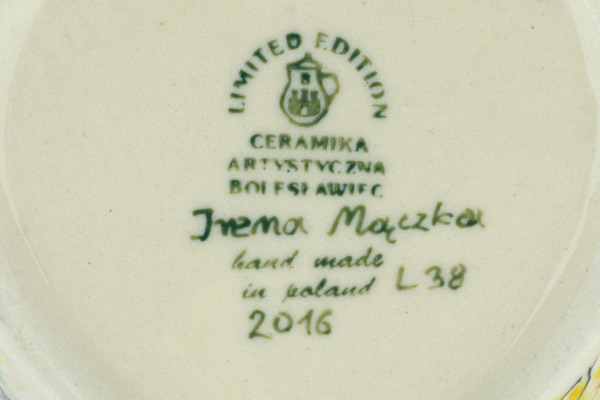 LIMITED EDITION
B
CERAMIKA
ARTYSTYCZNA
BOLESŁAWIEC
Irena Mączka
hand made
in poland L38
2016